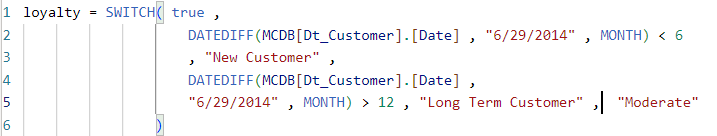 1 loyalty = SWITCH( true ,
2 DATEDIFF(MCDB[Dt_Customer].[Date] , "6/29/2014" , MONTH) < 6
3 , "New Customer" ,
4 DATEDIFF(MCDB[Dt_Customer].[Date] ,
5 "6/29/2014" , MONTH) > 12 , "Long Term Customer" , "Moderate"
6 )